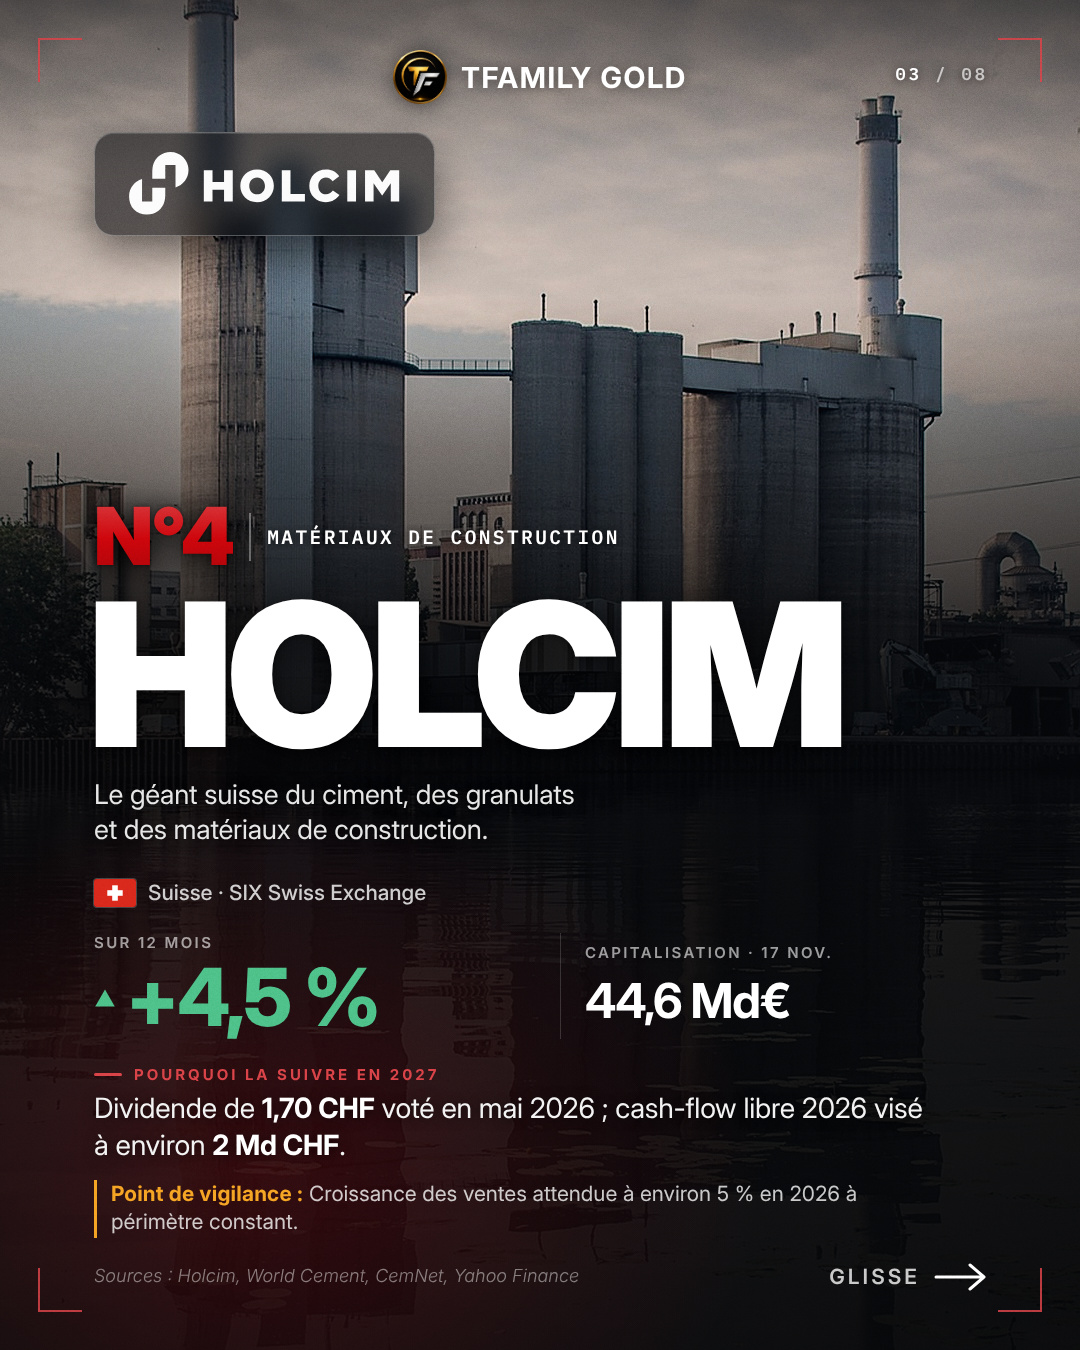 TFAMILY GOLD
03 / 08
HOLCIM
N°4
MATÉRIAUX DE CONSTRUCTION
HOLCIM
Le géant suisse du ciment, des granulats
et des matériaux de construction.
Suisse · SIX Swiss Exchange
SUR 12 MOIS
▲ +4,5 %
CAPITALISATION · 17 NOV.
44,6 Md€
POURQUOI LA SUIVRE EN 2027
Dividende de 1,70 CHF voté en mai 2026 ; cash-flow libre 2026 visé
à environ 2 Md CHF.
Point de vigilance : Croissance des ventes attendue à environ 5 % en 2026 à
périmètre constant.
Sources : Holcim, World Cement, CemNet, Yahoo Finance
GLISSE →